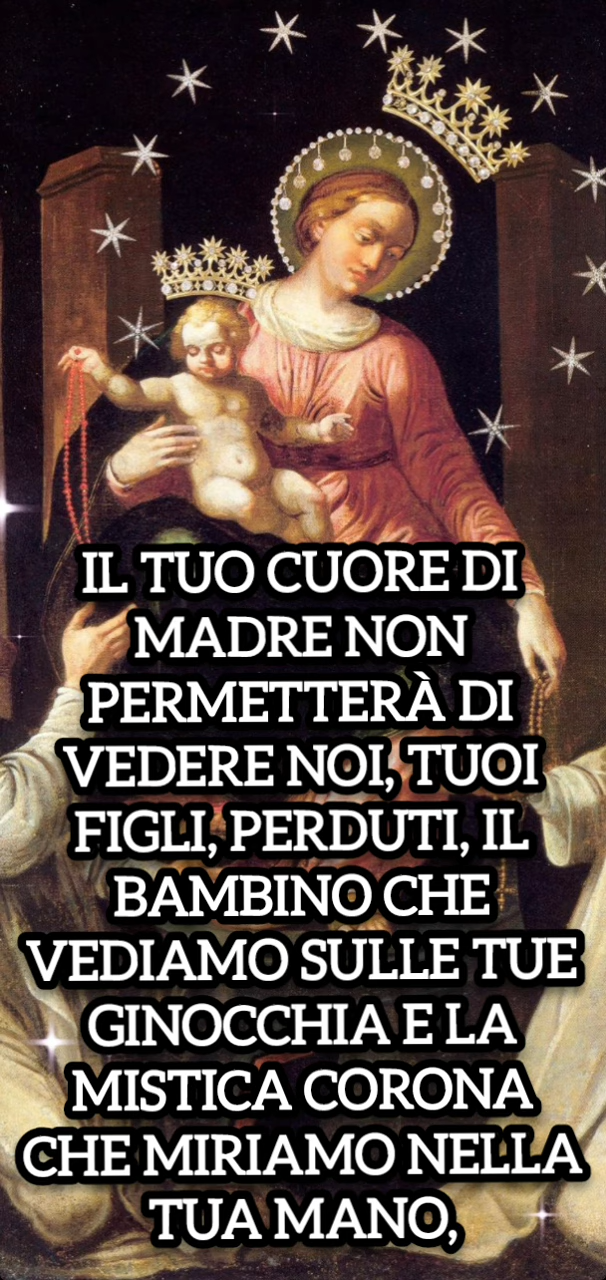 IL TUO CUORE DI
MADRE NON
PERMETTERÀ DI
VEDERE NOI, TUOI
FIGLI, PERDUTI, IL
BAMBINO CHE
VEDIAMO SULLE TUE
GINOCCHIA E LA
MISTICA CORONA
CHE MIRIAMO NELLA
TUA MANO,